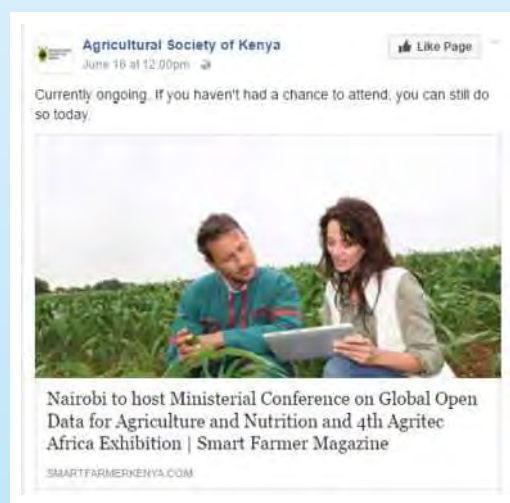 Agricultural Society of Kenya
Like Page
June 16 at 12:00pm
Currently ongoing. If you haven't had a chance to attend, you can still do
so today.
Nairobi to host Ministerial Conference on Global Open
Data for Agriculture and Nutrition and 4th Agritec
Africa Exhibition | Smart Farmer Magazine
SMARTFARMERKENYA.COM